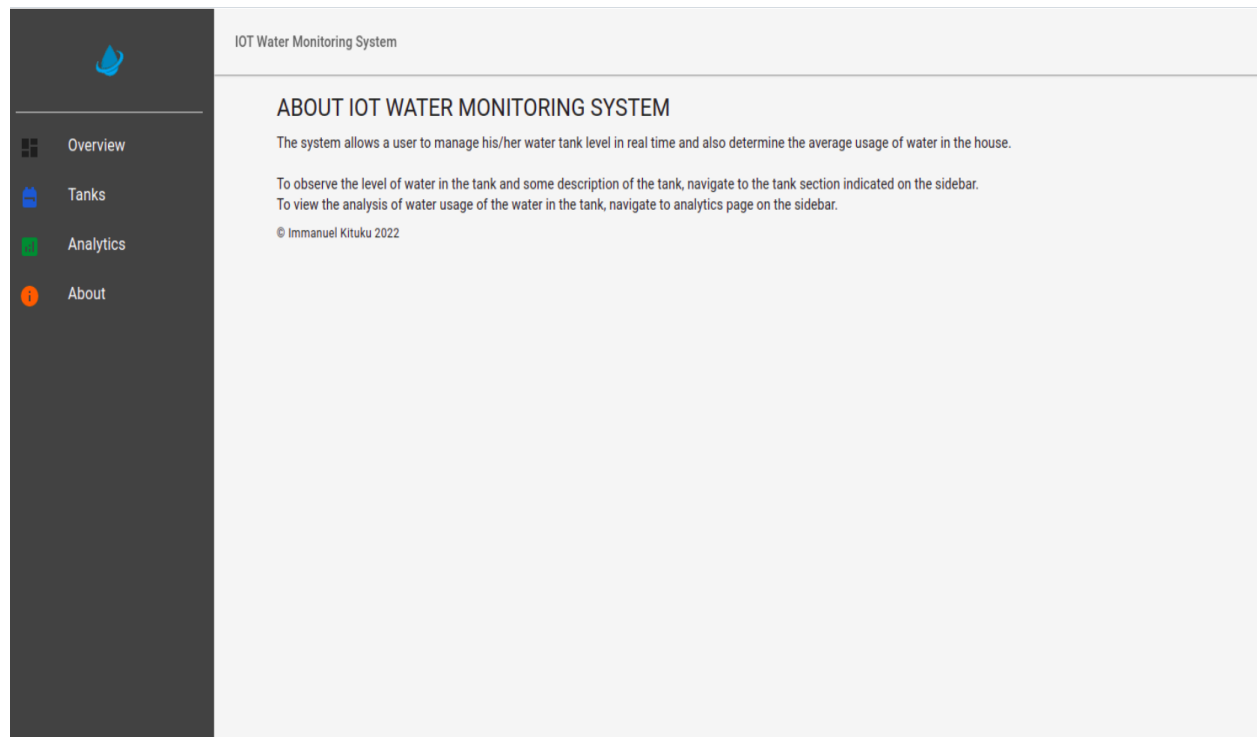 IOT Water Monitoring System
Overview
Tanks
Analytics
About
ABOUT IOT WATER MONITORING SYSTEM
The system allows a user to manage his/her water tank level in real time and also determine the average usage of water in the house.
To observe the level of water in the tank and some description of the tank, navigate to the tank section indicated on the sidebar.
To view the analysis of water usage of the water in the tank, navigate to analytics page on the sidebar.
© Immanuel Kituku 2022